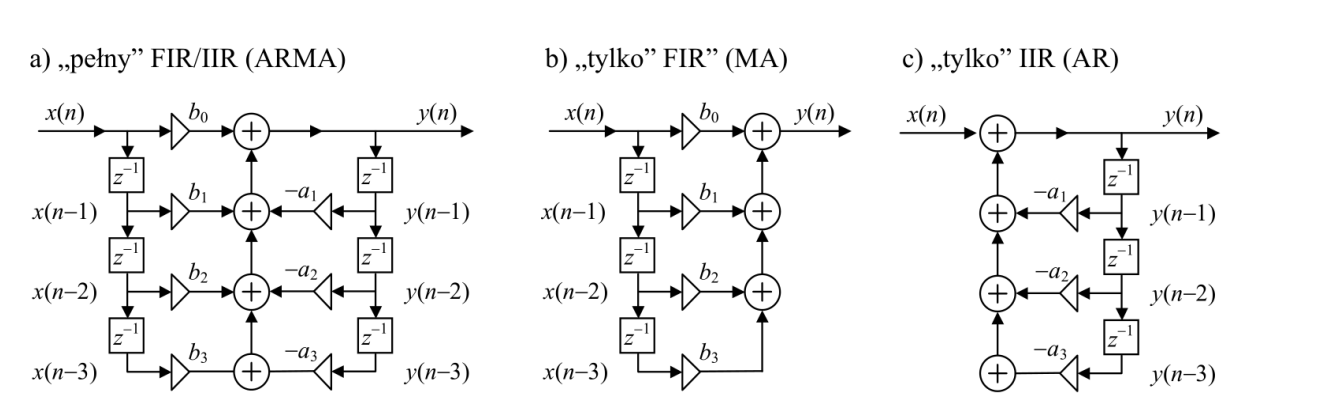 a) „pełny” FIR/IIR (ARMA)
x(n) b₀ + y(n)
z⁻¹ z⁻¹
x(n−1) b₁ + −a₁ y(n−1)
z⁻¹ z⁻¹
x(n−2) b₂ + −a₂ y(n−2)
z⁻¹ z⁻¹
x(n−3) b₃ + −a₃ y(n−3)
b) „tylko” FIR” (MA)
x(n) b₀ + y(n)
z⁻¹
x(n−1) b₁ +
z⁻¹
x(n−2) b₂ +
z⁻¹
x(n−3) b₃
c) „tylko” IIR (AR)
x(n) + y(n)
z⁻¹
+ −a₁ y(n−1)
z⁻¹
+ −a₂ y(n−2)
z⁻¹
+ −a₃ y(n−3)